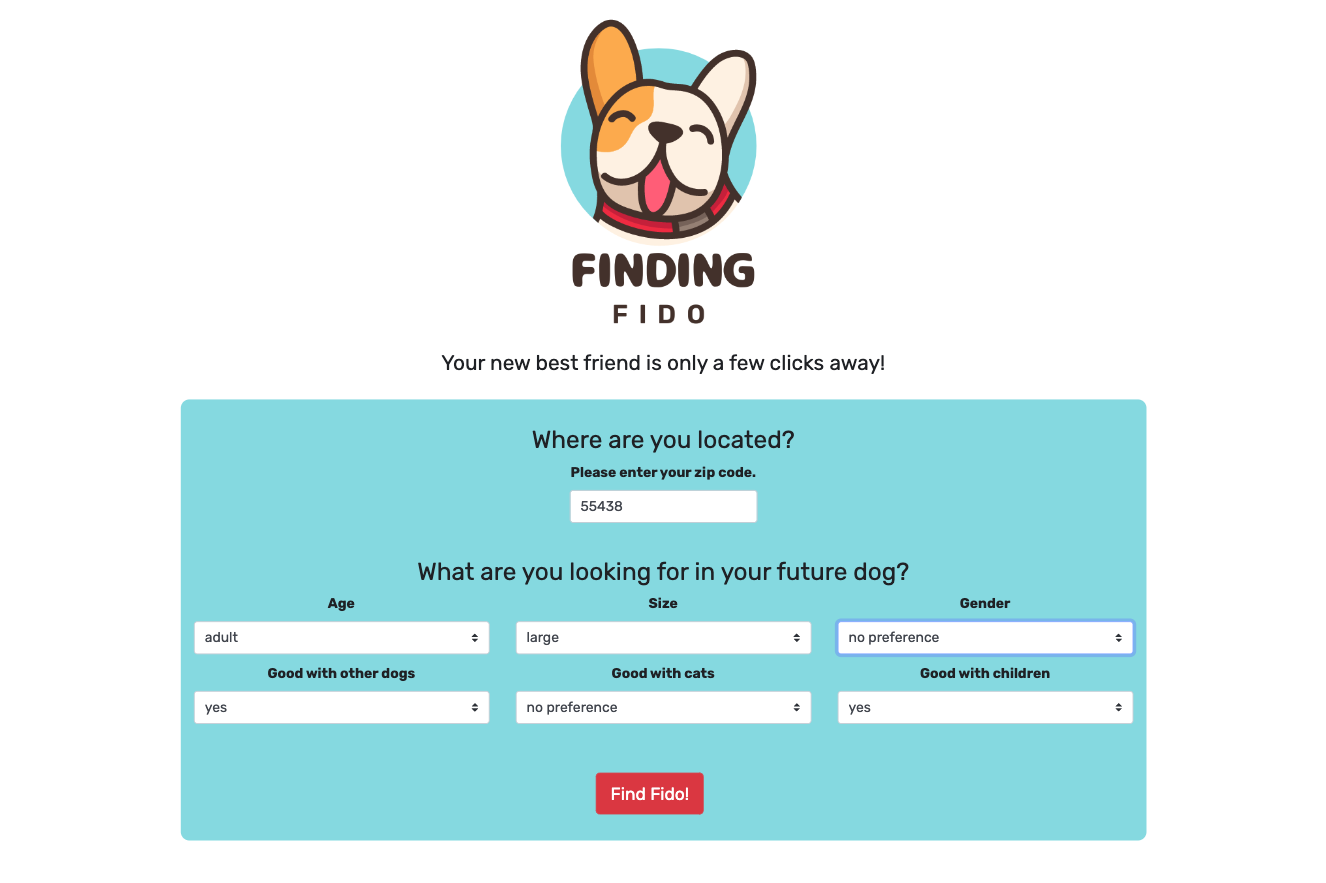 FINDING
FIDO
Your new best friend is only a few clicks away!
Where are you located?
Please enter your zip code.
55438
What are you looking for in your future dog?
Age Size Gender
adult large no preference
Good with other dogs Good with cats Good with children
yes no preference yes
Find Fido!